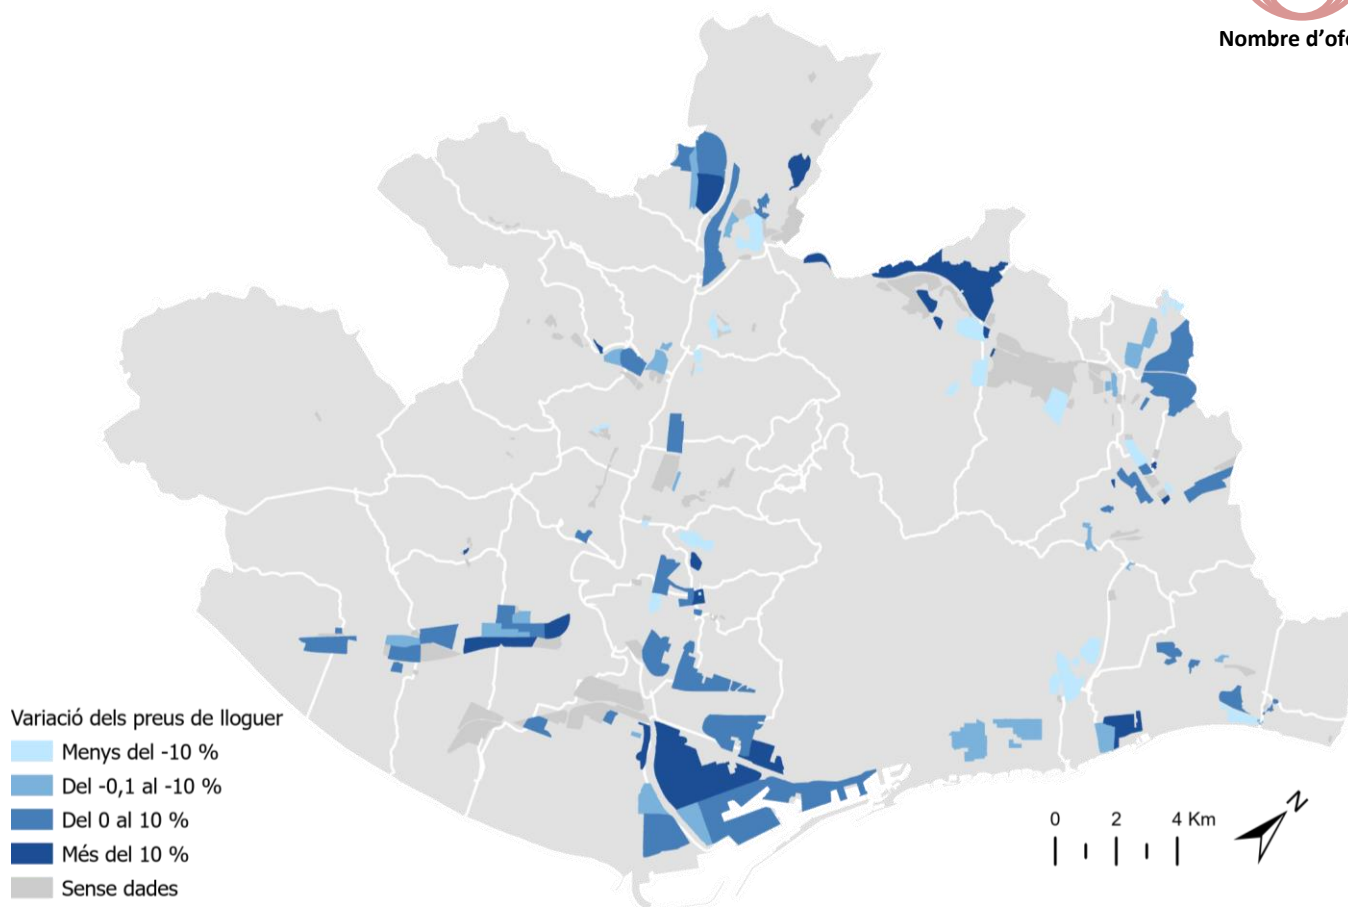 Nombre d'ofe
Variació dels preus de lloguer
Menys del -10 %
Del -0,1 al -10 %
Del 0 al 10 %
Més del 10 %
Sense dades
0 2 4 Km
N